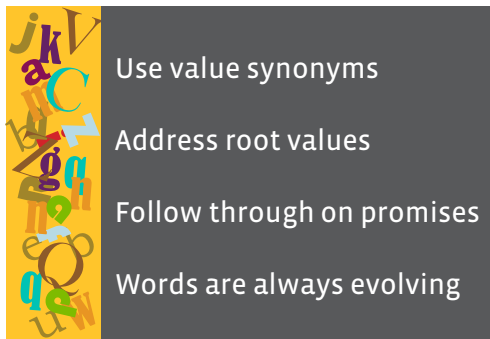 Use value synonyms
Address root values
Follow through on promises
Words are always evolving